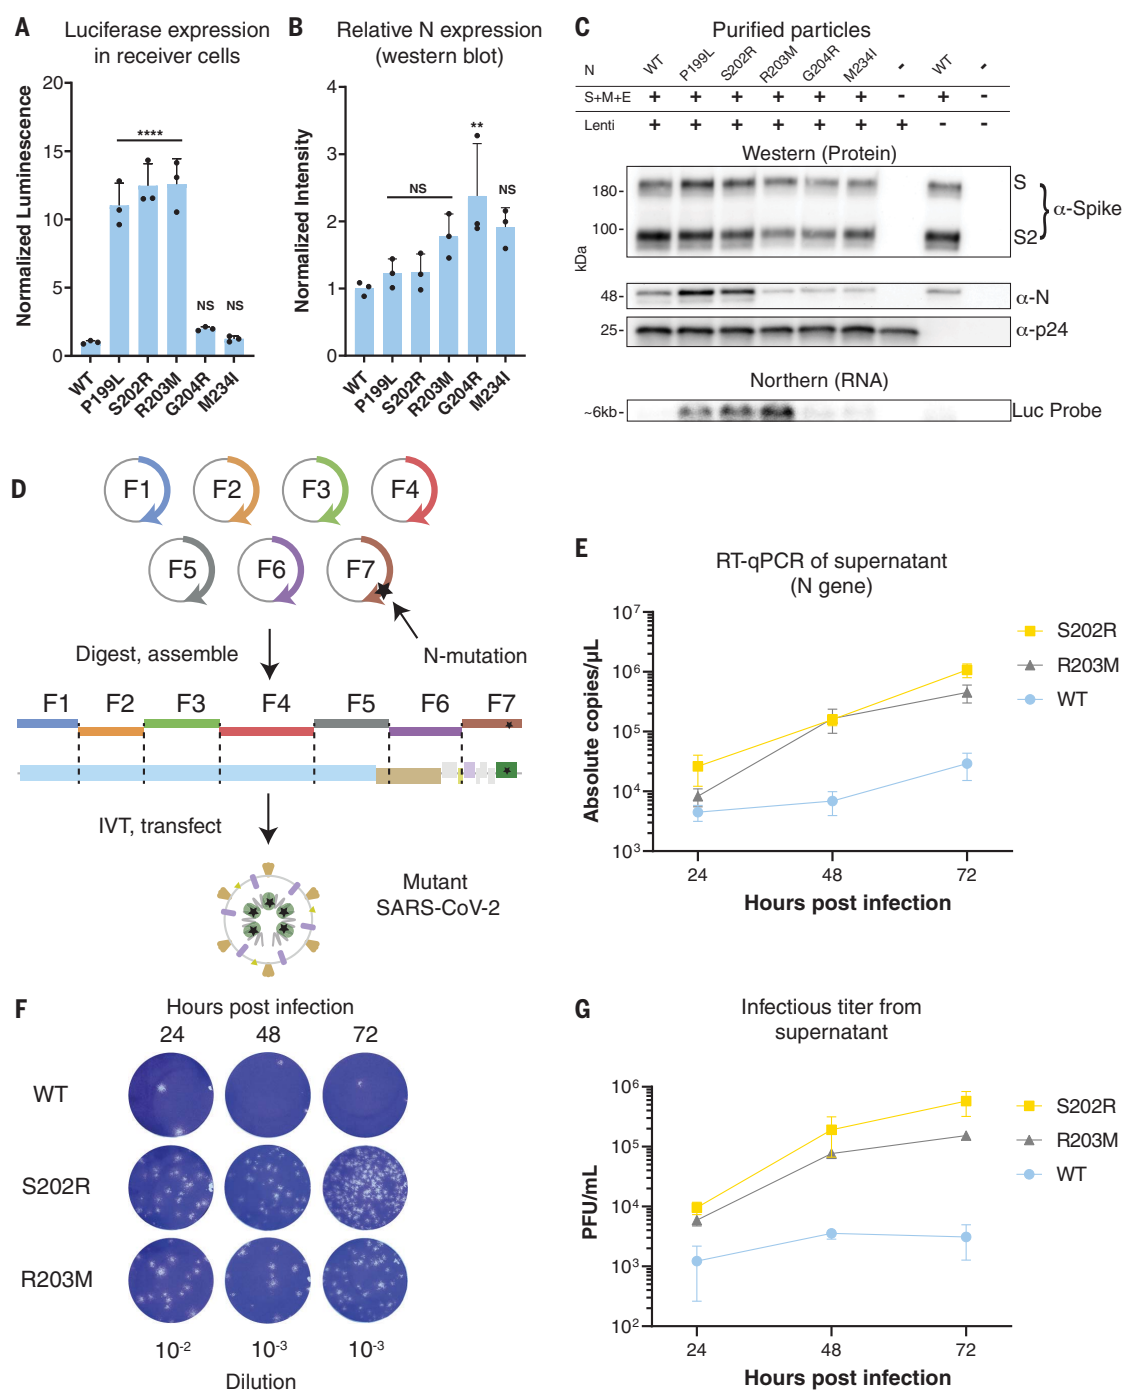 A
Luciferase expression
in receiver cells
Normalized Luminescence
20
15
10
5
0
****
NS
NS
WT
P199L
S202R
R203M
G204R
M234I
B
Relative N expression
(western blot)
Normalized Intensity
4
3
2
1
0
NS
**
NS
WT
P199L
S202R
R203M
G204R
M234I
C
Purified particles
N WT P199L S202R R203M G204R M234I - WT -
S+M+E + + + + + + - + -
Lenti + + + + + + + - -
Western (Protein)
kDa
180-
100-
S
S2
α-Spike
48-
α-N
25-
α-p24
Northern (RNA)
~6kb-
Luc Probe
D
F1 F2 F3 F4
F5 F6 F7
Digest, assemble
N-mutation
F1 F2 F3 F4 F5 F6 F7
IVT, transfect
Mutant
SARS-CoV-2
E
RT-qPCR of supernatant
(N gene)
Absolute copies/µL
10⁷
10⁶
10⁵
10⁴
10³
24 48 72
Hours post infection
S202R
R203M
WT
F
Hours post infection
24 48 72
WT
S202R
R203M
10⁻² 10⁻³ 10⁻³
Dilution
G
Infectious titer from
supernatant
PFU/mL
10⁶
10⁵
10⁴
10³
10²
24 48 72
Hours post infection
S202R
R203M
WT